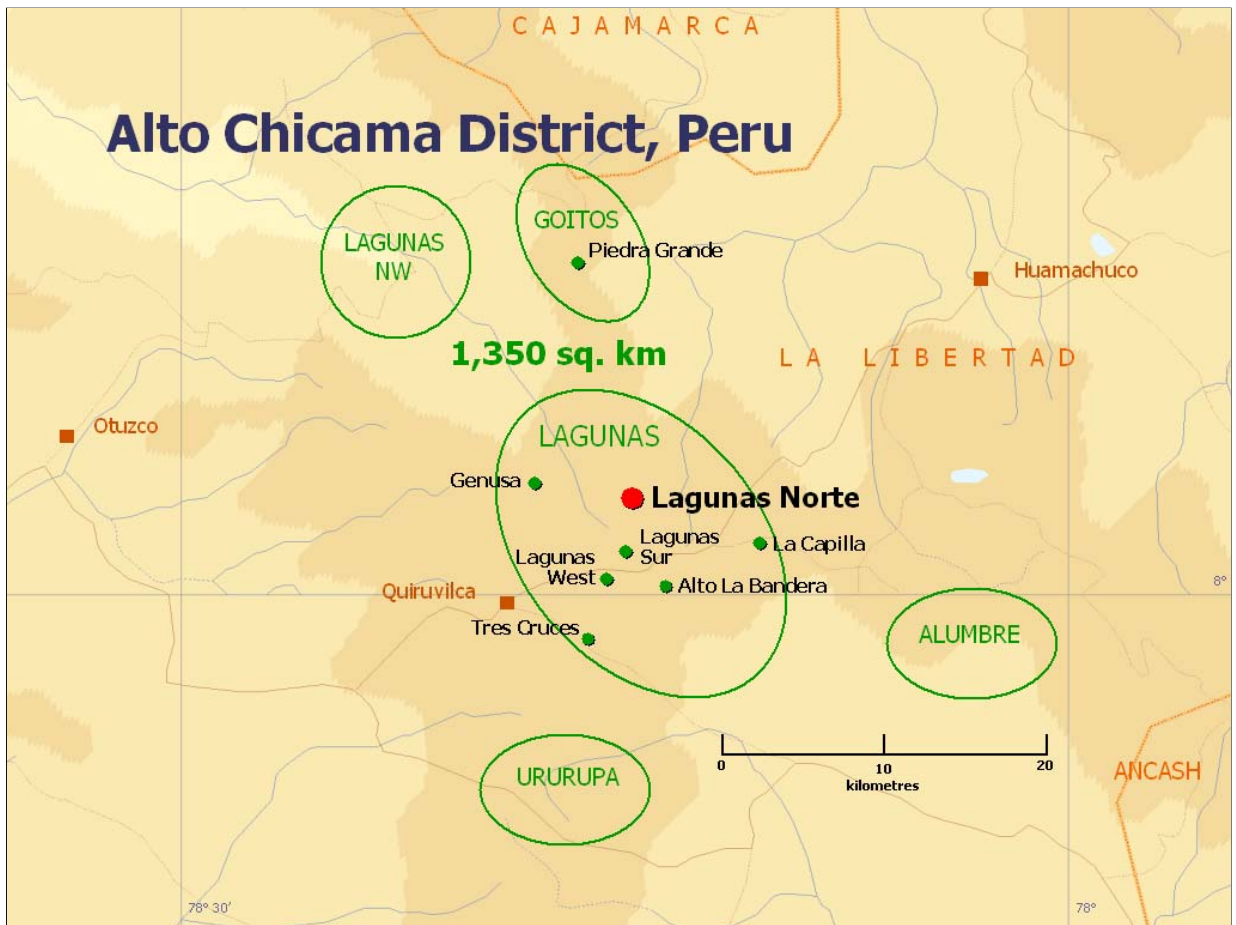 CAJAMARCA
Alto Chicama District, Peru
GOITOS
LAGUNAS
NW
Piedra Grande
Huamachuco
1,350 sq. km
LA LIBERTAD
Otuzco
LAGUNAS
Genusa
Lagunas Norte
Lagunas
Sur
La Capilla
Lagunas
West
Alto La Bandera
8°
Quiruvilca
Tres Cruces
ALUMBRE
URURUPA
0
10
20
kilometres
ANCASH
78° 30'
78°